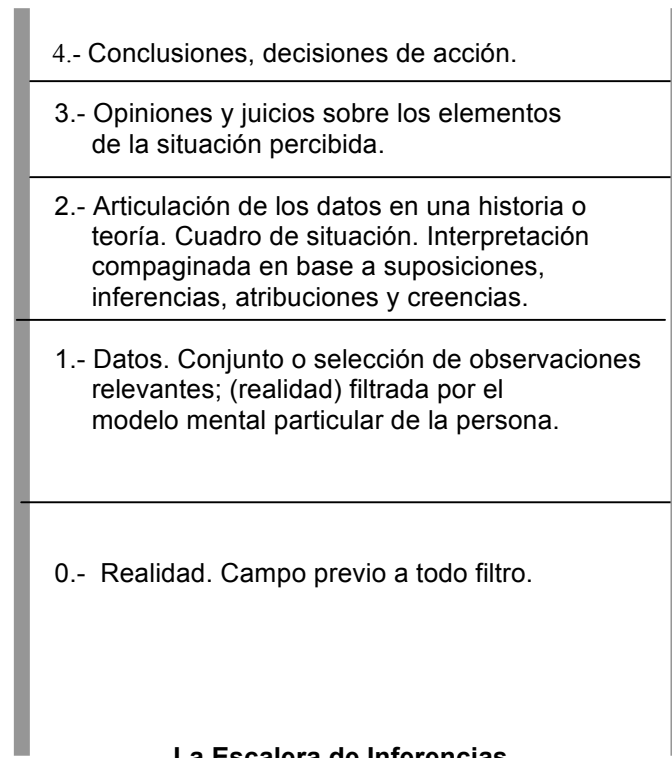 4.- Conclusiones, decisiones de acción.
3.- Opiniones y juicios sobre los elementos
de la situación percibida.
2.- Articulación de los datos en una historia o
teoría. Cuadro de situación. Interpretación
compaginada en base a suposiciones,
inferencias, atribuciones y creencias.
1.- Datos. Conjunto o selección de observaciones
relevantes; (realidad) filtrada por el
modelo mental particular de la persona.
0.- Realidad. Campo previo a todo filtro.
La Escalera de Inferencias